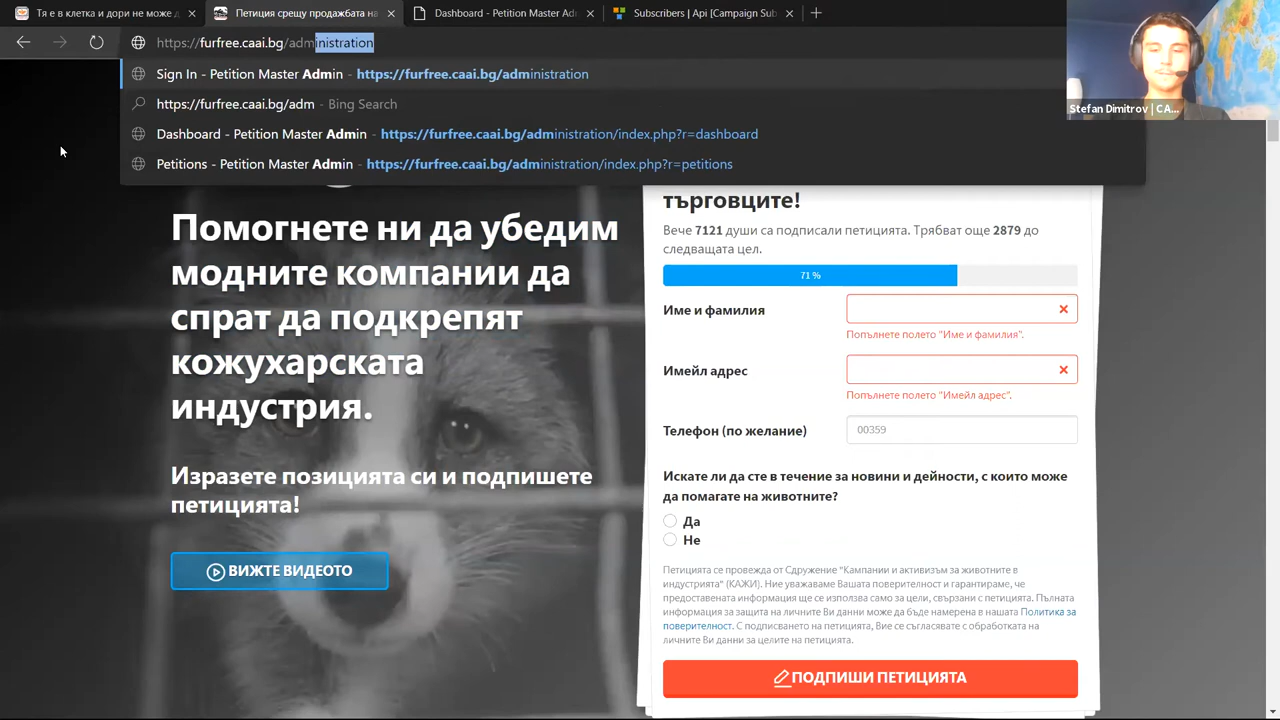 Тя е в клетка и дори не може д
Петиция срещу продажбата на
Dashboard - Petition Master Admin
Subscribers | Api [Campaign Sub
https://furfree.caai.bg/administration
Sign In - Petition Master Admin - https://furfree.caai.bg/administration
https://furfree.caai.bg/adm - Bing Search
Dashboard - Petition Master Admin - https://furfree.caai.bg/administration/index.php?r=dashboard
Petitions - Petition Master Admin - https://furfree.caai.bg/administration/index.php?r=petitions
Stefan Dimitrov | C A...
Помогнете ни да убедим
модните компании да
спрат да подкрепят
кожухарската
индустрия.
Изразете позицията си и подпишете
петицията!
ВИЖТЕ ВИДЕОТО
търговците!
Вече 7121 души са подписали петицията. Трябват още 2879 до
следващата цел.
71 %
Име и фамилия
Попълнете полето "Име и фамилия".
Имейл адрес
Попълнете полето "Имейл адрес".
Телефон (по желание)
00359
Искате ли да сте в течение за новини и дейности, с които може
да помагате на животните?
Да
Не
Петицията се провежда от Сдружение "Кампании и активизъм за животните в
индустрията" (КАЖИ). Ние уважаваме Вашата поверителност и гарантираме, че
предоставената информация ще се използва само за цели, свързани с петицията. Пълната
информация за защита на личните Ви данни може да бъде намерена в нашата Политика за
поверителност. С подписването на петицията, Вие се съгласявате с обработката на
личните Ви данни за целите на петицията.
ПОДПИШИ ПЕТИЦИЯТА